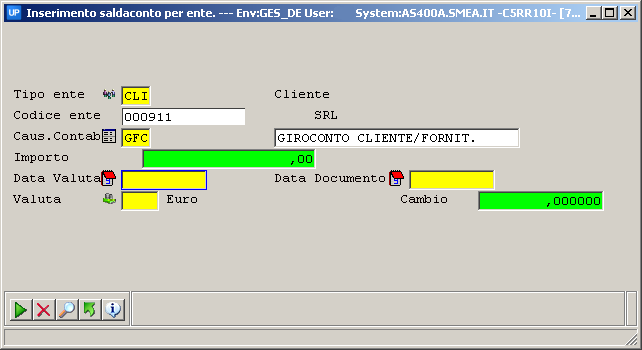 UP Inserimento saldaconto per ente. --- Env:GES_DE User: System:AS400A.SMEA.IT -C5RR10I- [7...
Tipo ente CLI Cliente
Codice ente 000911 SRL
Caus.Contab GFC GIROCONTO CLIENTE/FORNIT.
Importo ,00
Data Valuta Data Documento
Valuta Euro Cambio ,000000